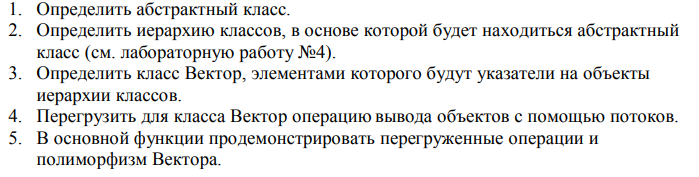 1. Определить абстрактный класс.
2. Определить иерархию классов, в основе которой будет находиться абстрактный
класс (см. лабораторную работу №4).
3. Определить класс Вектор, элементами которого будут указатели на объекты
иерархии классов.
4. Перегрузить для класса Вектор операцию вывода объектов с помощью потоков.
5. В основной функции продемонстрировать перегруженные операции и
полиморфизм Вектора.